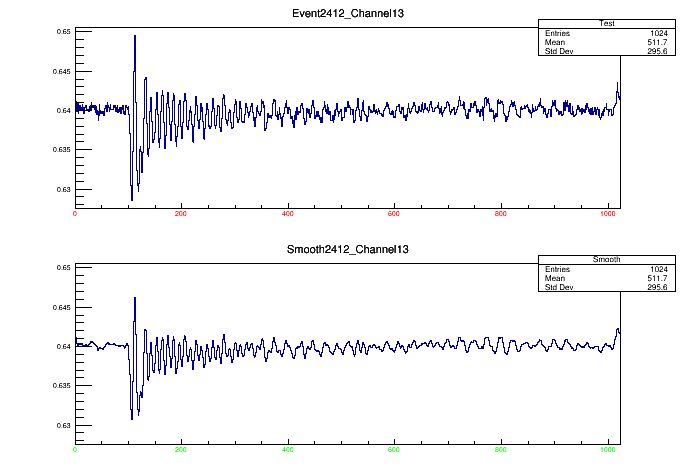 Event2412_Channel13
Test
Entries 1024
Mean 511.7
Std Dev 295.6
0.65
0.645
0.64
0.635
0.63
0 200 400 600 800 1000
Smooth2412_Channel13
Smooth
Entries 1024
Mean 511.7
Std Dev 295.6
0.65
0.645
0.64
0.635
0.63
0 200 400 600 800 1000